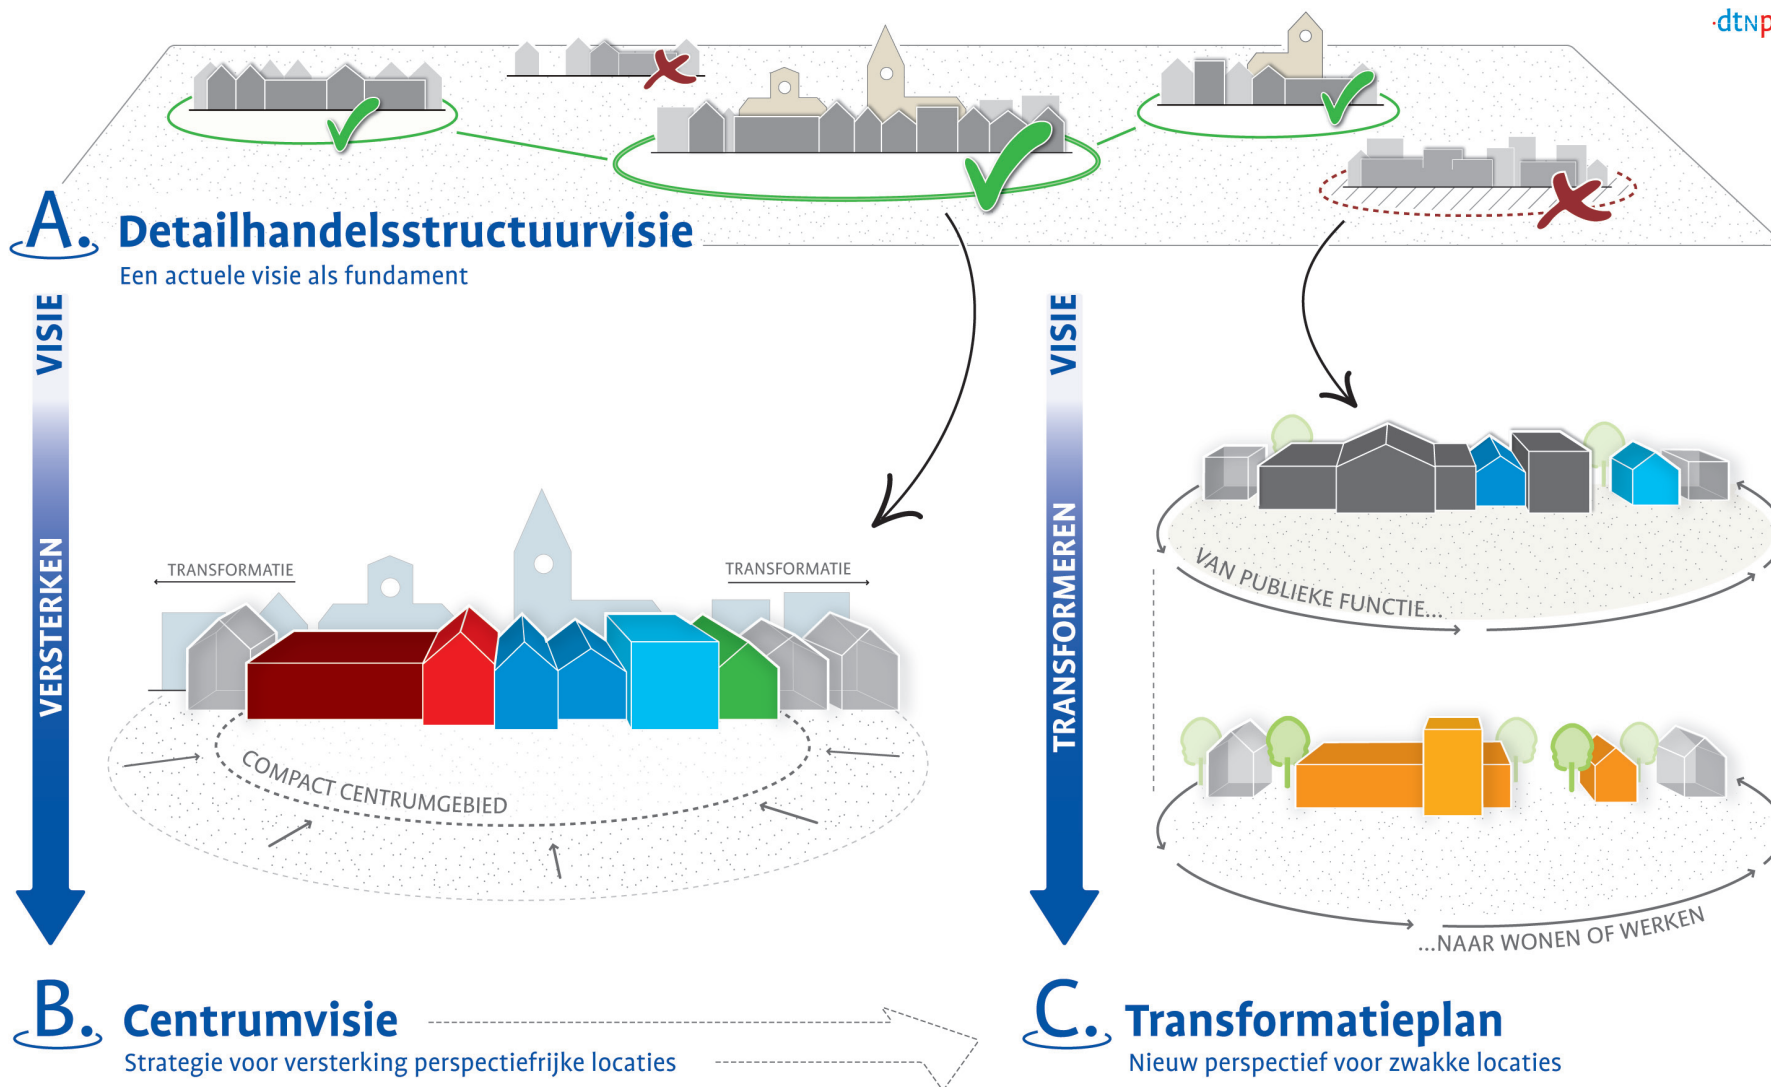 ·dtnp
A. Detailhandelsstructuurvisie
Een actuele visie als fundament
VISIE
VERSTERKEN
VISIE
TRANSFORMEREN
TRANSFORMATIE
TRANSFORMATIE
COMPACT CENTRUMGEBIED
VAN PUBLIEKE FUNCTIE...
...NAAR WONEN OF WERKEN
B. Centrumvisie
Strategie voor versterking perspectiefrijke locaties
C. Transformatieplan
Nieuw perspectief voor zwakke locaties